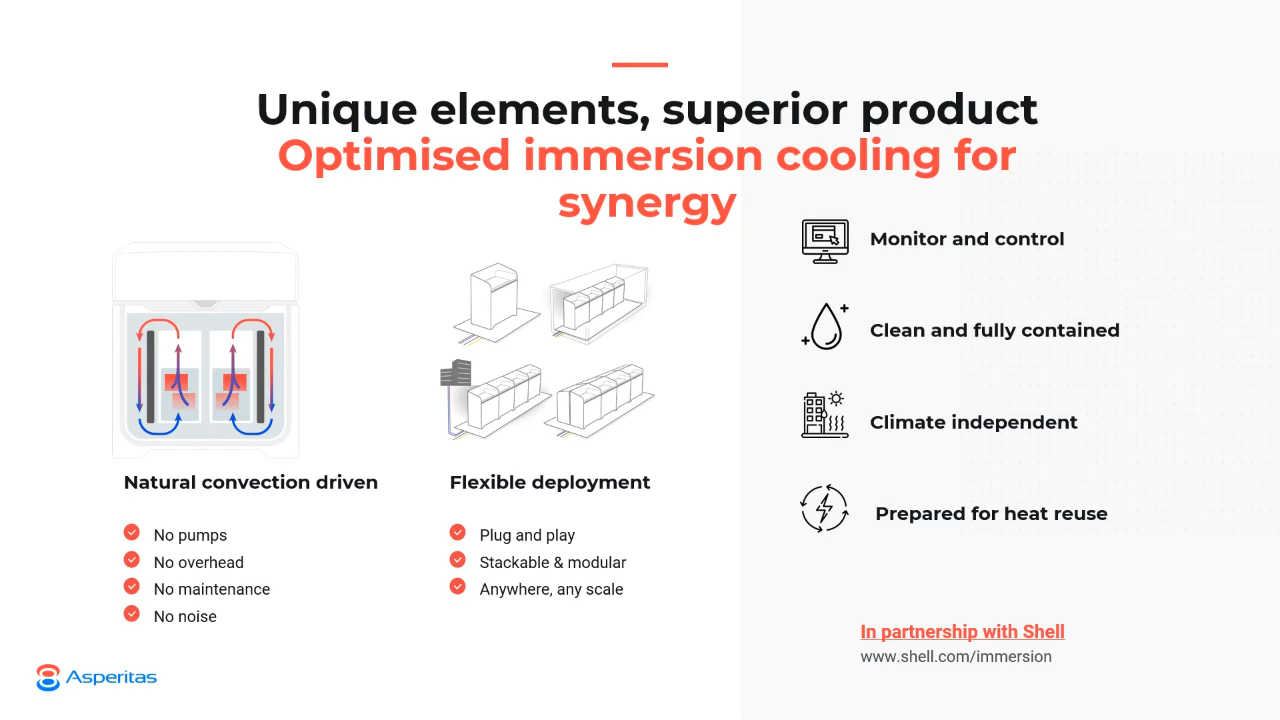 Unique elements, superior product
Optimised immersion cooling for
synergy
Natural convection driven
No pumps
No overhead
No maintenance
No noise
Flexible deployment
Plug and play
Stackable & modular
Anywhere, any scale
Monitor and control
Clean and fully contained
Climate independent
Prepared for heat reuse
In partnership with Shell
www.shell.com/immersion
Asperitas